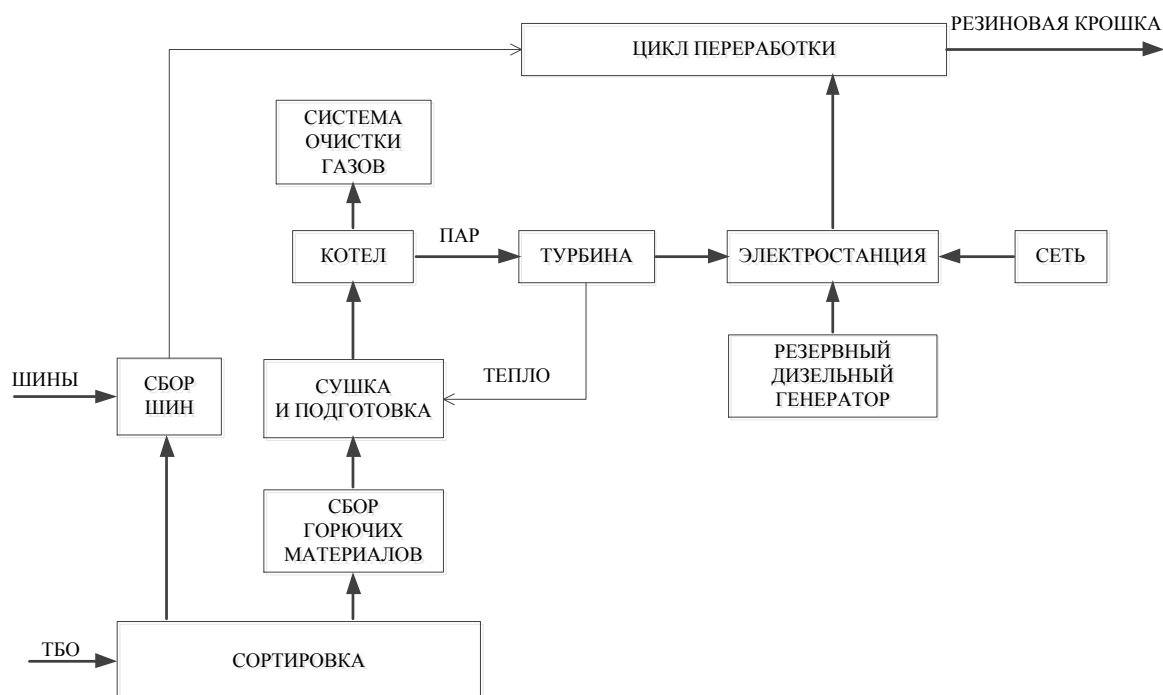 РЕЗИНОВАЯ КРОШКА
ЦИКЛ ПЕРЕРАБОТКИ
СИСТЕМА
ОЧИСТКИ
ГАЗОВ
КОТЕЛ
ПАР
ТУРБИНА
ЭЛЕКТРОСТАНЦИЯ
СЕТЬ
ШИНЫ
СБОР
ШИН
СУШКА
И ПОДГОТОВКА
ТЕПЛО
РЕЗЕРВНЫЙ
ДИЗЕЛЬНЫЙ
ГЕНЕРАТОР
СБОР
ГОРЮЧИХ
МАТЕРИАЛОВ
ТБО
СОРТИРОВКА